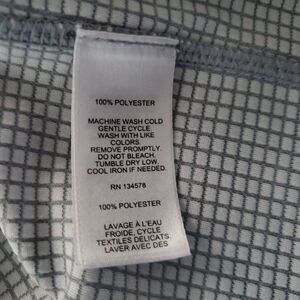 100% POLYESTER
MACHINE WASH COLD
GENTLE CYCLE.
WASH WITH LIKE
COLORS.
REMOVE PROMPTLY.
DO NOT BLEACH.
TUMBLE DRY LOW.
COOL IRON IF NEEDED.
RN 134578
100% POLYESTER
LAVAGE À L'EAU
FROIDE, CYCLE
TEXTILES DÉLICATS.
LAVER AVEC DES